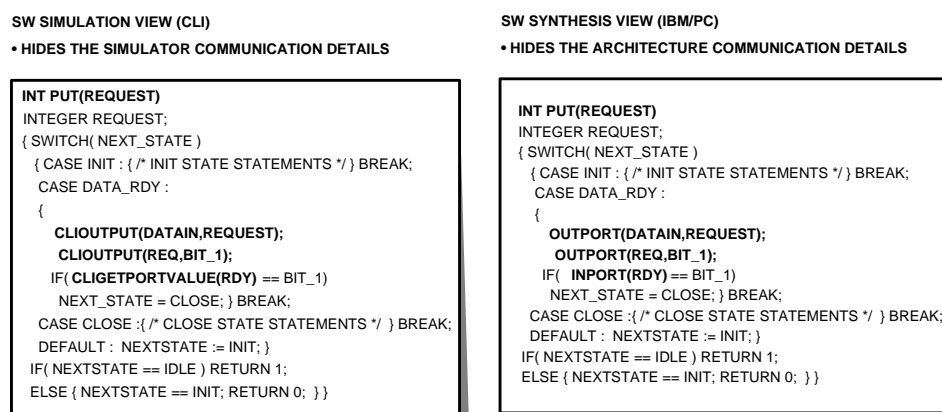 SW SIMULATION VIEW (CLI)
• HIDES THE SIMULATOR COMMUNICATION DETAILS
INT PUT(REQUEST)
INTEGER REQUEST;
{ SWITCH( NEXT_STATE )
{ CASE INIT : { /* INIT STATE STATEMENTS */ } BREAK;
CASE DATA_RDY :
{
CLIOUTPUT(DATAIN,REQUEST);
CLIOUTPUT(REQ,BIT_1);
IF( CLIGETPORTVALUE(RDY) == BIT_1)
NEXT_STATE = CLOSE; } BREAK;
CASE CLOSE :{ /* CLOSE STATE STATEMENTS */ } BREAK;
DEFAULT : NEXTSTATE := INIT; }
IF( NEXTSTATE == IDLE ) RETURN 1;
ELSE { NEXTSTATE == INIT; RETURN 0; } }
SW SYNTHESIS VIEW (IBM/PC)
• HIDES THE ARCHITECTURE COMMUNICATION DETAILS
INT PUT(REQUEST)
INTEGER REQUEST;
{ SWITCH( NEXT_STATE )
{ CASE INIT : { /* INIT STATE STATEMENTS */ } BREAK;
CASE DATA_RDY :
{
OUTPORT(DATAIN,REQUEST);
OUTPORT(REQ,BIT_1);
IF( INPORT(RDY) == BIT_1)
NEXT_STATE = CLOSE; } BREAK;
CASE CLOSE :{ /* CLOSE STATE STATEMENTS */ } BREAK;
DEFAULT : NEXTSTATE := INIT; }
IF( NEXTSTATE == IDLE ) RETURN 1;
ELSE { NEXTSTATE == INIT; RETURN 0; } }